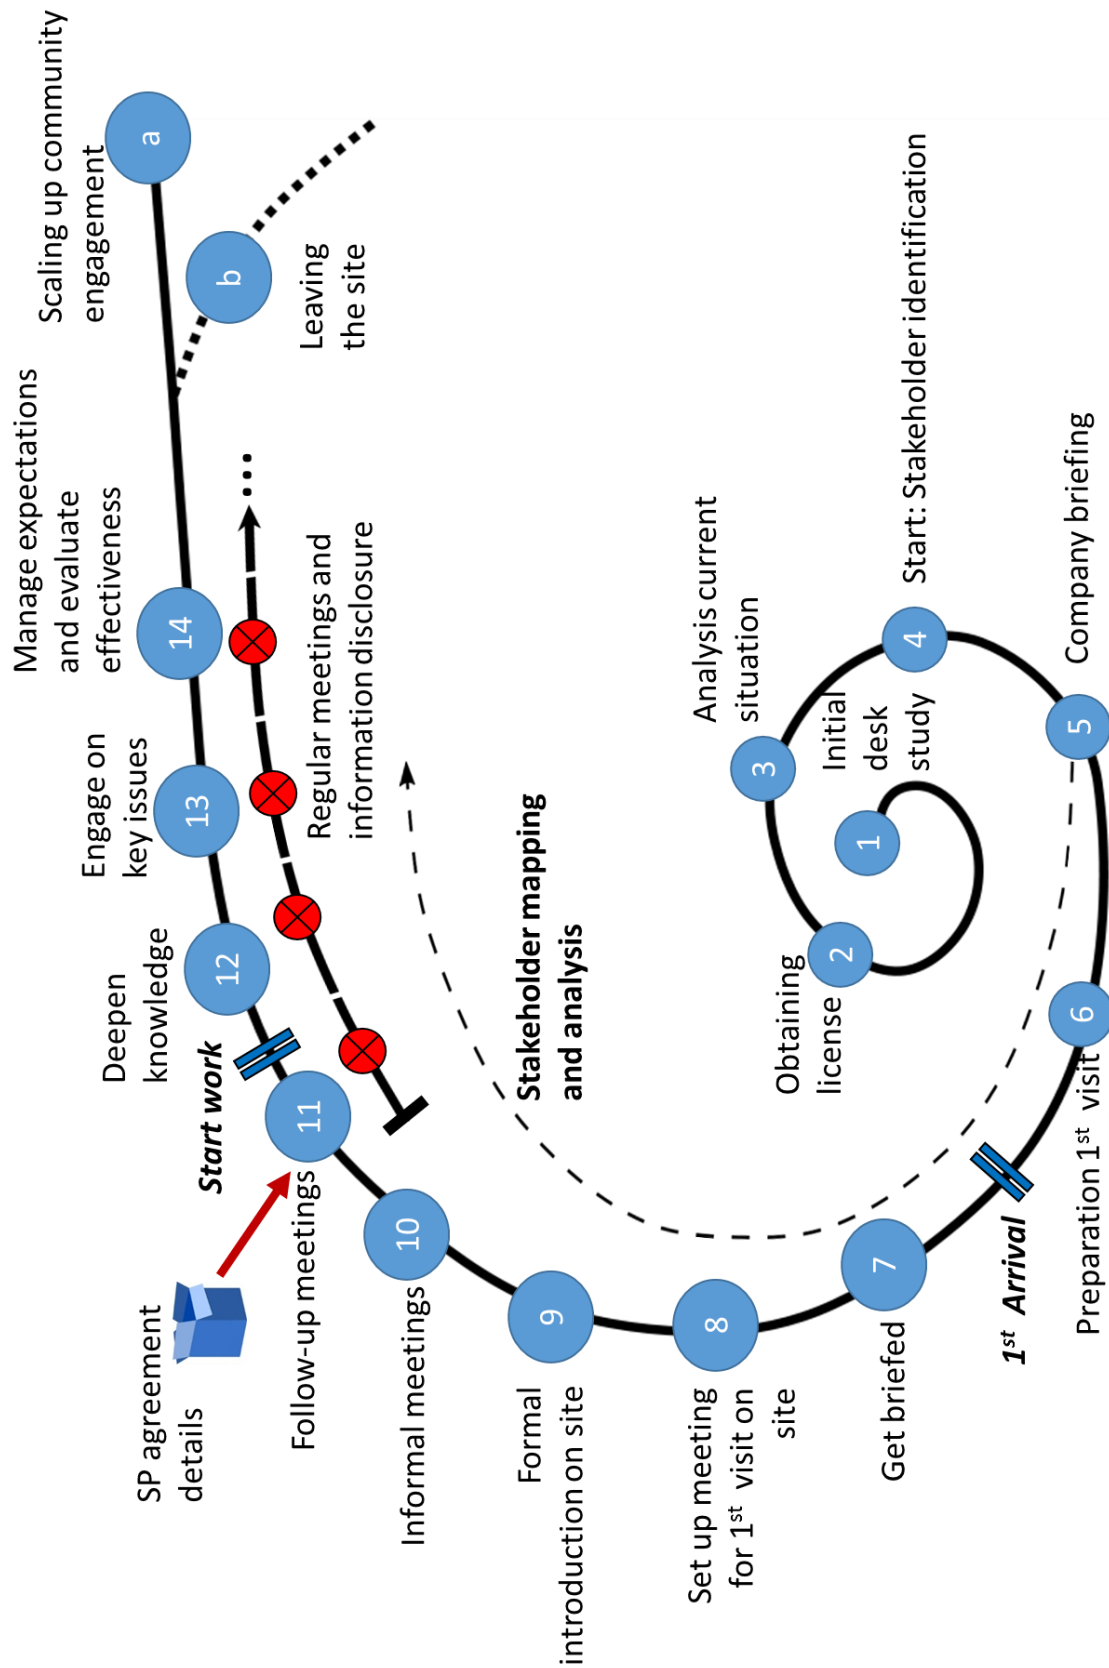 1
Initial
desk
study
2
Obtaining
license
3
Analysis current
situation
4
Start: Stakeholder identification
5
Company briefing
6
Preparation 1st visit
1st Arrival
7
Get briefed
8
Set up meeting
for 1st visit on
site
9
Formal
introduction on site
10
Informal meetings
11
Follow-up meetings
SP agreement
details
Start work
12
Deepen
knowledge
13
Engage on
key issues
14
Manage expectations
and evaluate
effectiveness
a
Scaling up community
engagement
b
Leaving
the site
Regular meetings and
information disclosure
Stakeholder mapping
and analysis